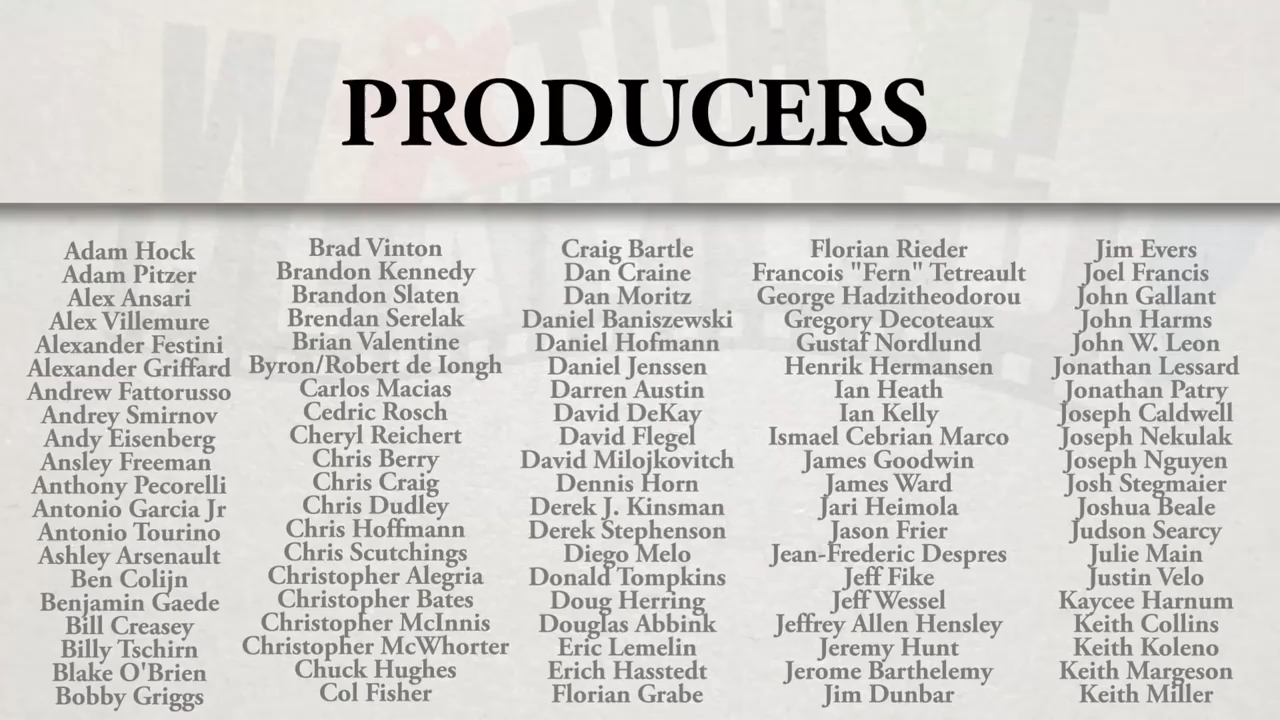 PRODUCERS
Adam Hock
Adam Pitzer
Alex Ansari
Alex Villemure
Alexander Festini
Alexander Griffard
Andrew Fattorusso
Andrey Smirnov
Andy Eisenberg
Ansley Freeman
Anthony Pecorelli
Antonio Garcia Jr
Antonio Tourino
Ashley Arsenault
Ben Colijn
Benjamin Gaede
Bill Creasey
Billy Tschirn
Blake O'Brien
Bobby Griggs
Brad Vinton
Brandon Kennedy
Brandon Slaten
Brendan Serelak
Brian Valentine
Byron/Robert de Iongh
Carlos Macias
Cedric Rosch
Cheryl Reichert
Chris Berry
Chris Craig
Chris Dudley
Chris Hoffmann
Chris Scutchings
Christopher Alegria
Christopher Bates
Christopher McInnis
Christopher McWhorter
Chuck Hughes
Col Fisher
Craig Bartle
Dan Craine
Dan Moritz
Daniel Baniszewski
Daniel Hofmann
Daniel Jenssen
Darren Austin
David DeKay
David Flegel
David Milojkovitch
Dennis Horn
Derek J. Kinsman
Derek Stephenson
Diego Melo
Donald Tompkins
Doug Herring
Douglas Abbink
Eric Lemelin
Erich Hasstedt
Florian Grabe
Florian Rieder
Francois "Fern" Tetreault
George Hadzitheodorou
Gregory Decoteaux
Gustaf Nordlund
Henrik Hermansen
Ian Heath
Ian Kelly
Ismael Cebrian Marco
James Goodwin
James Ward
Jari Heimola
Jason Frier
Jean-Frederic Despres
Jeff Fike
Jeff Wessel
Jeffrey Allen Hensley
Jeremy Hunt
Jerome Barthelemy
Jim Dunbar
Jim Evers
Joel Francis
John Gallant
John Harms
John W. Leon
Jonathan Lessard
Jonathan Patry
Joseph Caldwell
Joseph Nekulak
Joseph Nguyen
Josh Stegmaier
Joshua Beale
Judson Searcy
Julie Main
Justin Velo
Kaycee Harnum
Keith Collins
Keith Koleno
Keith Margeson
Keith Miller